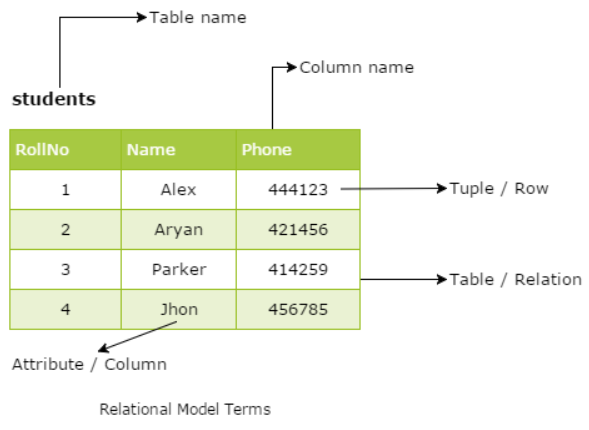 Table name
Column name
students
RollNo Name Phone
1 Alex 444123
Tuple / Row
2 Aryan 421456
3 Parker 414259
Table / Relation
4 Jhon 456785
Attribute / Column
Relational Model Terms